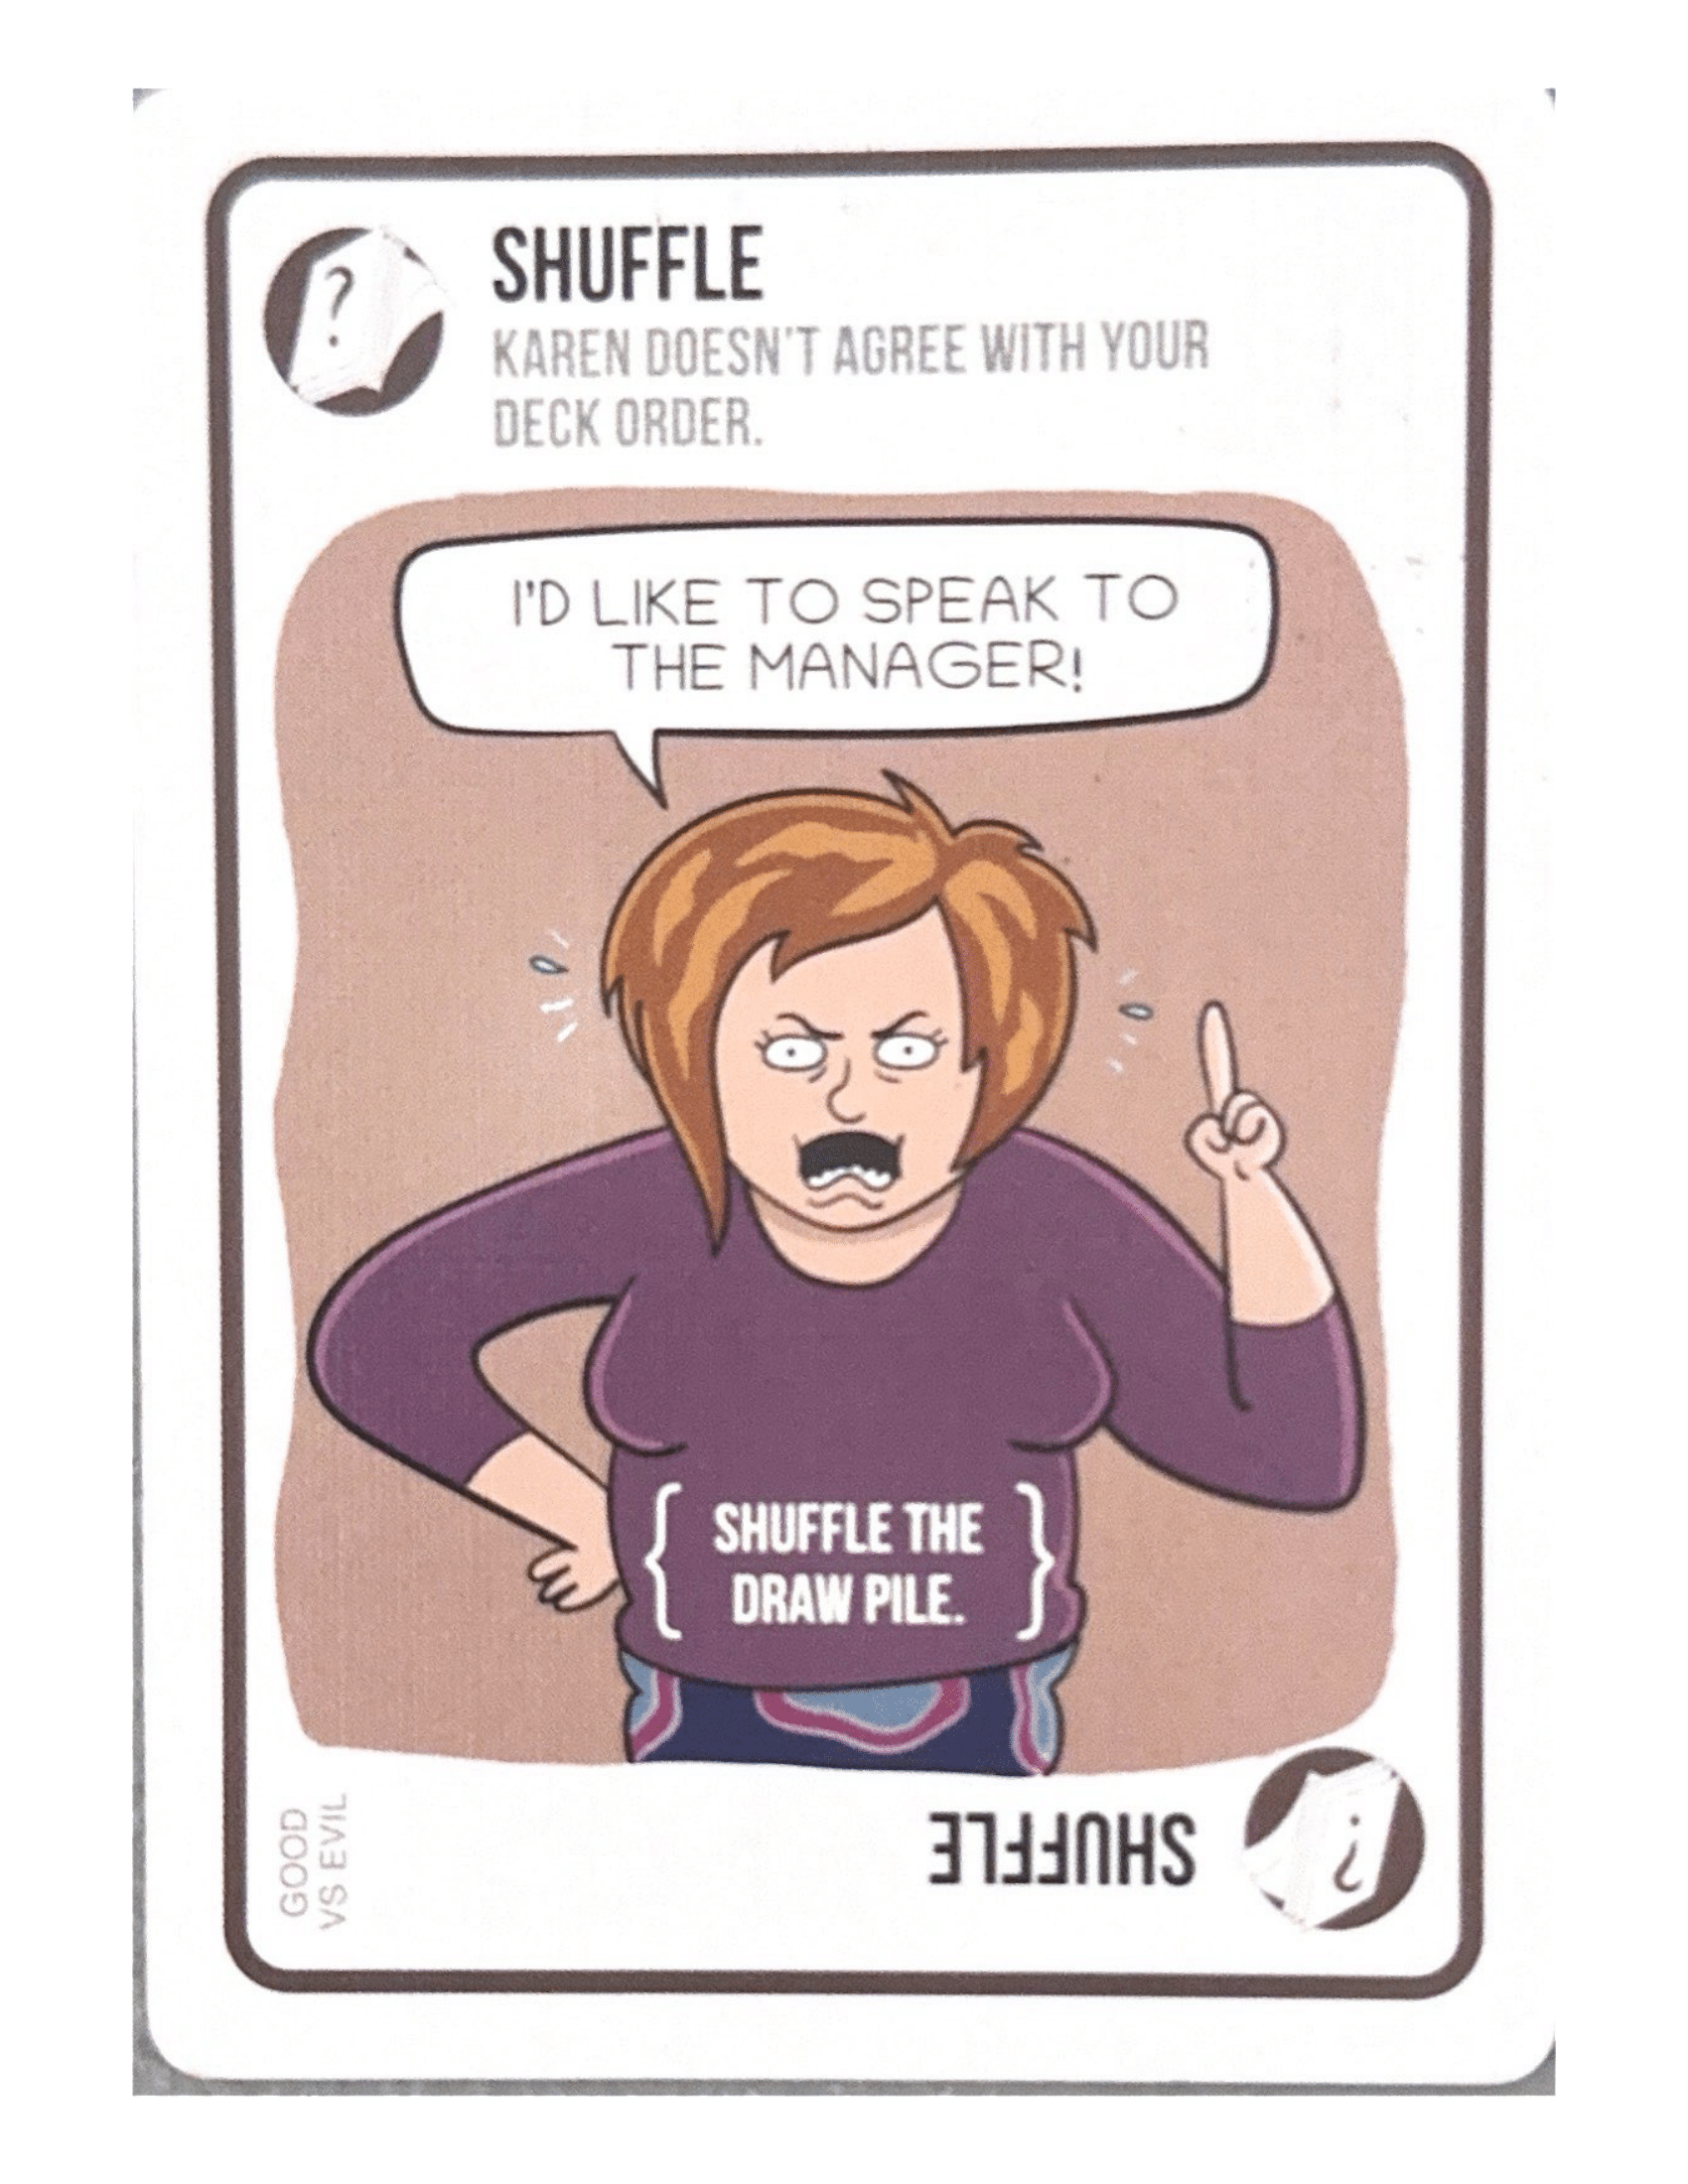 ?
SHUFFLE
KAREN DOESN'T AGREE WITH YOUR
DECK ORDER.
I'D LIKE TO SPEAK TO
THE MANAGER!
{ SHUFFLE THE
DRAW PILE. }
GOOD
VS EVIL
SHUFFLE
?